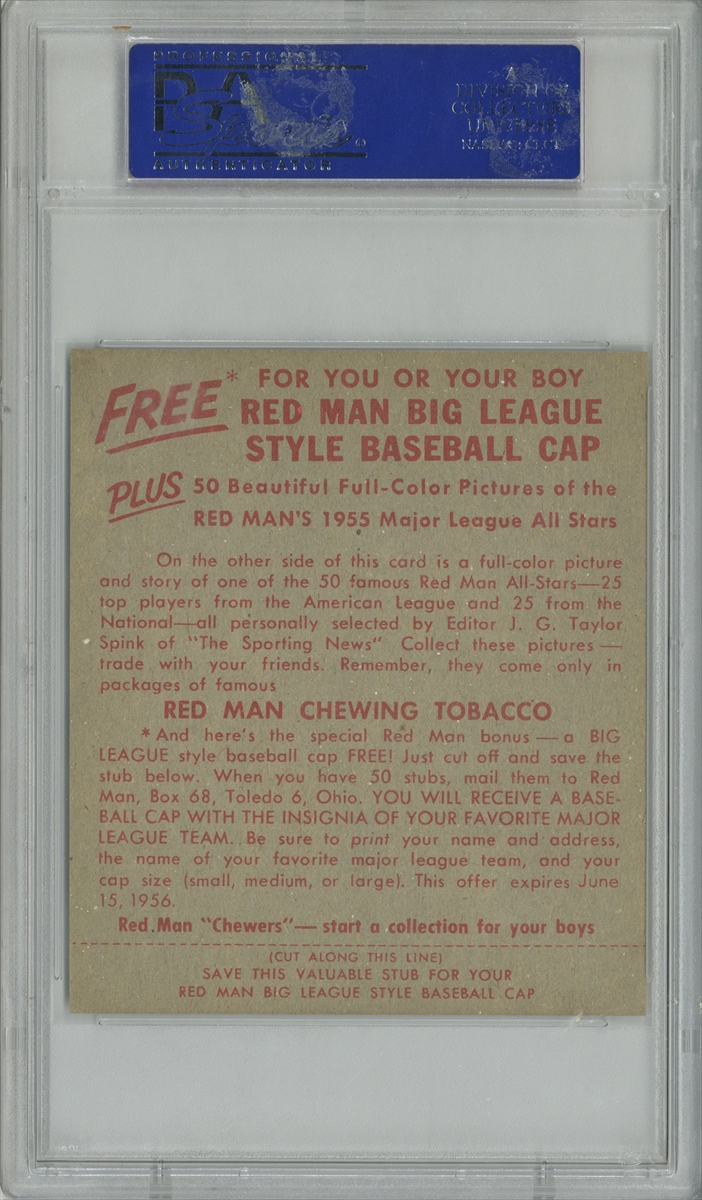 PROFESSIONAL
PSA
AUTHENTICATOR
A
DIVISION OF
COLLECTORS
UNIVERSE
NASDAQ: CLCT
FREE* FOR YOU OR YOUR BOY
RED MAN BIG LEAGUE
STYLE BASEBALL CAP
PLUS 50 Beautiful Full-Color Pictures of the
RED MAN'S 1955 Major League All Stars
On the other side of this card is a full-color picture
and story of one of the 50 famous Red Man All-Stars—25
top players from the American League and 25 from the
National—all personally selected by Editor J. G. Taylor
Spink of "The Sporting News" Collect these pictures —
trade with your friends. Remember, they come only in
packages of famous
RED MAN CHEWING TOBACCO
*And here's the special Red Man bonus — a BIG
LEAGUE style baseball cap FREE! Just cut off and save the
stub below. When you have 50 stubs, mail them to Red
Man, Box 68, Toledo 6, Ohio. YOU WILL RECEIVE A BASE-
BALL CAP WITH THE INSIGNIA OF YOUR FAVORITE MAJOR
LEAGUE TEAM. Be sure to print your name and address,
the name of your favorite major league team, and your
cap size (small, medium, or large). This offer expires June
15, 1956.
Red Man "Chewers"— start a collection for your boys
(CUT ALONG THIS LINE)
SAVE THIS VALUABLE STUB FOR YOUR
RED MAN BIG LEAGUE STYLE BASEBALL CAP